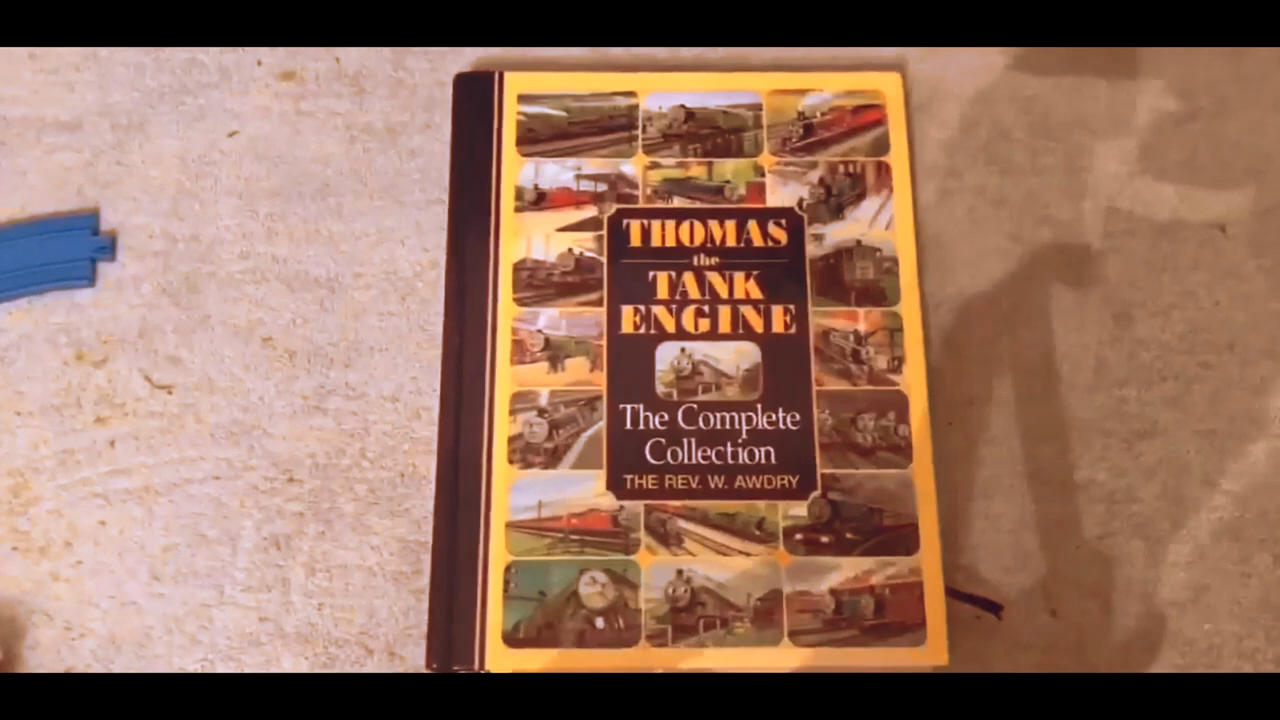 THOMAS
the
TANK
ENGINE
The Complete
Collection
THE REV. W. AWDRY